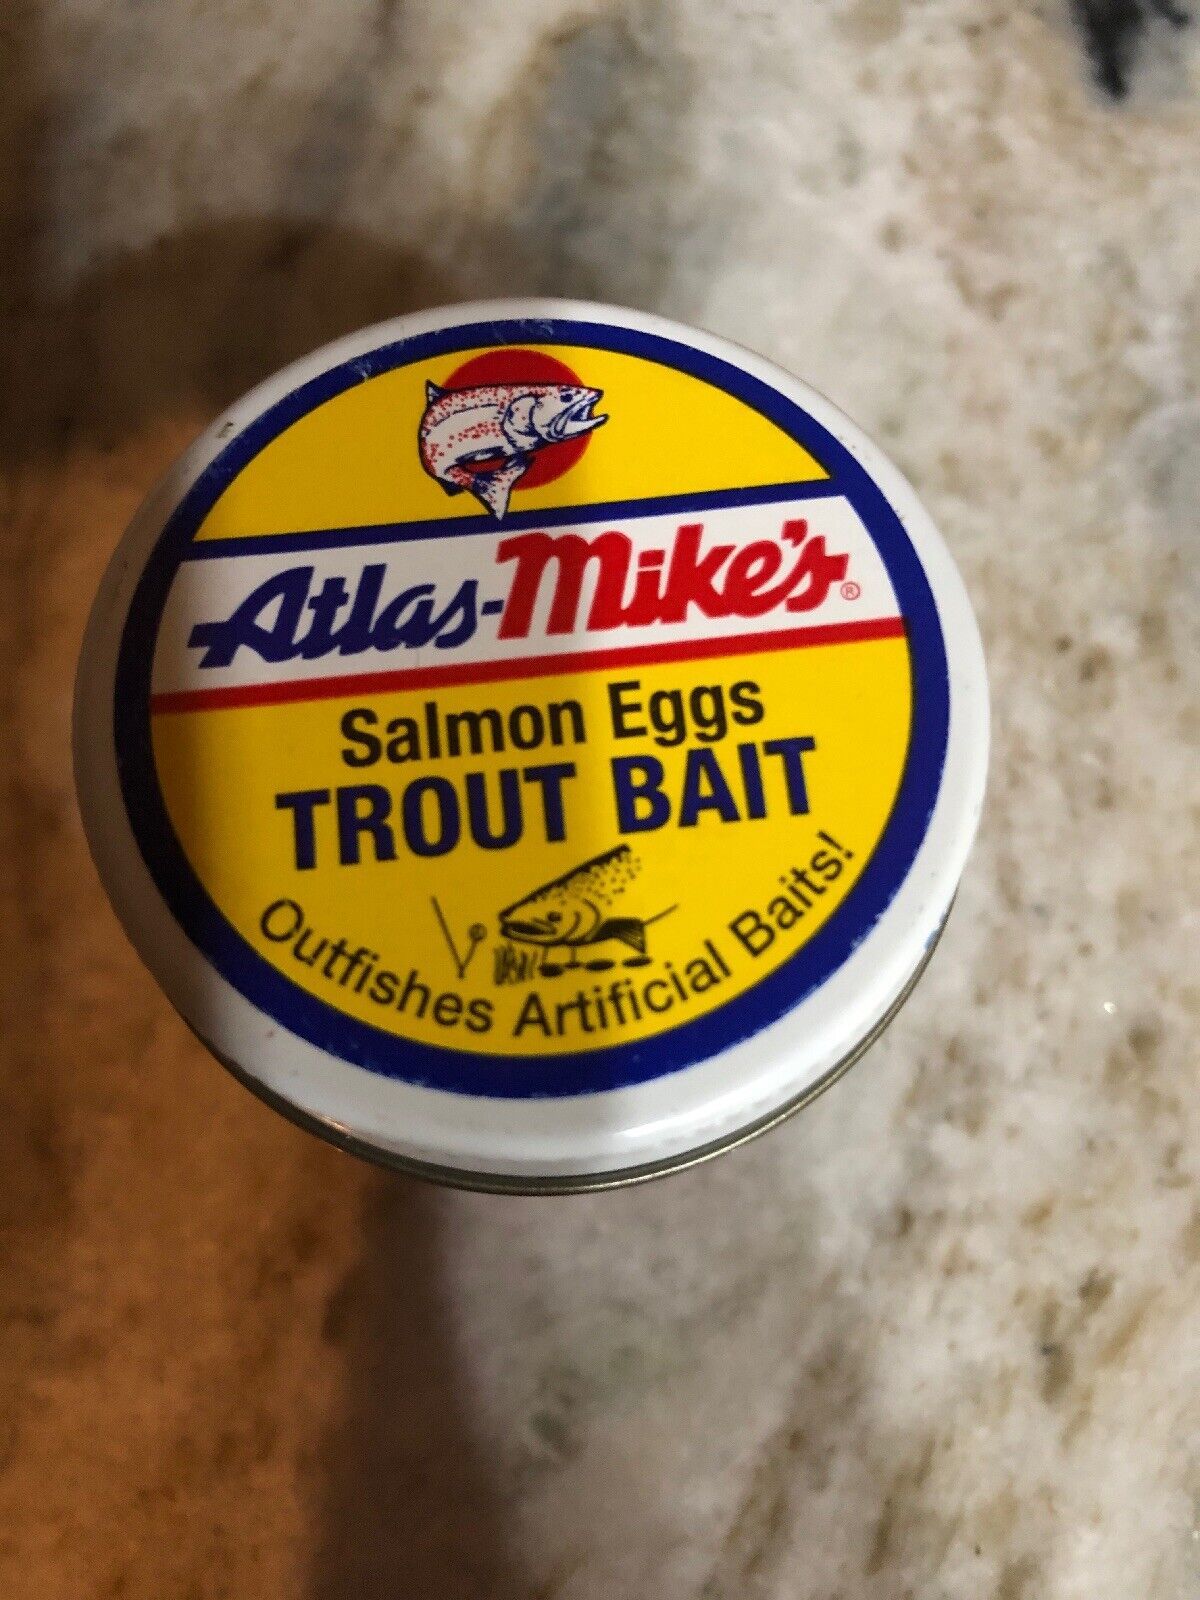 Atlas-Mike's®
Salmon Eggs
TROUT BAIT
Outfishes Artificial Baits!